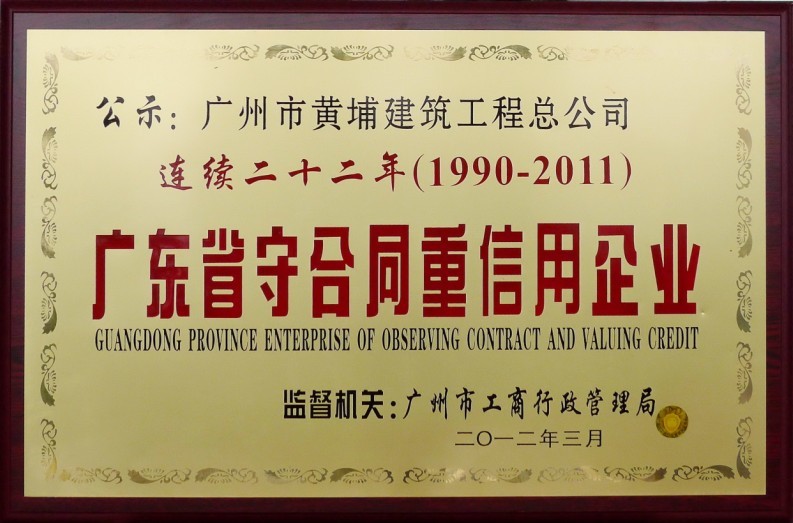 公示：广州市黄埔建筑工程总公司
连续二十二年(1990-2011)
广东省守合同重信用企业
GUANGDONG PROVINCE ENTERPRISE OF OBSERVING CONTRACT AND VALUING CREDIT
监督机关：广州市工商行政管理局
二〇一二年三月